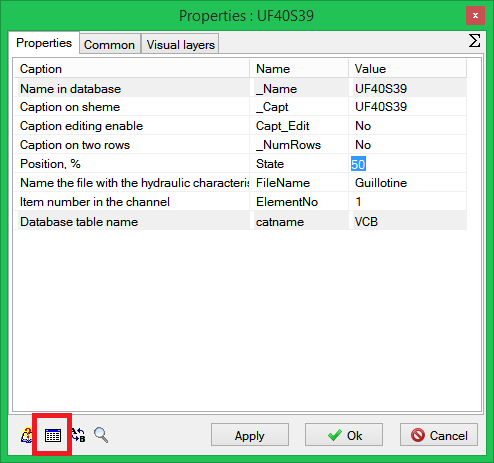 Properties : UF40S39
x
Properties Common Visual layers Σ
Caption Name Value
Name in database _Name UF40S39
Caption on sheme _Capt UF40S39
Caption editing enable Capt_Edit No
Caption on two rows _NumRows No
Position, % State 50
Name the file with the hydraulic characteris FileName Guillotine
Item number in the channel ElementNo 1
Database table name catname VCB
A B Apply Ok Cancel